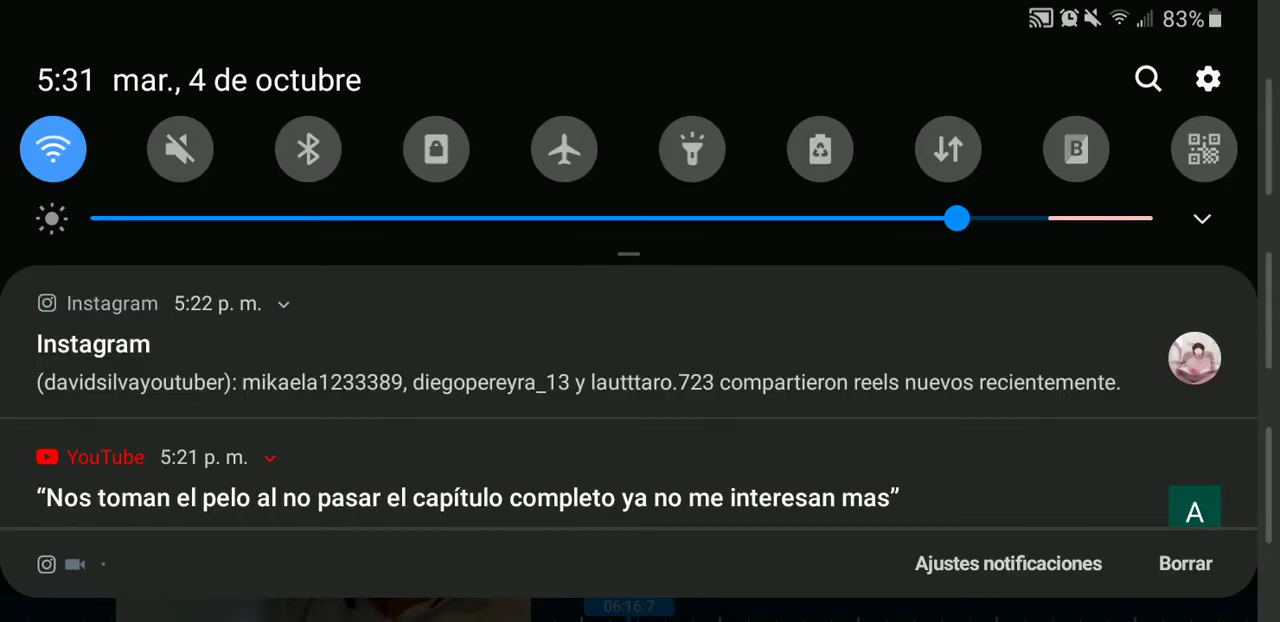 83%
5:31 mar., 4 de octubre
B
Instagram 5:22 p. m.
Instagram
(davidsilvayoutuber): mikaela1233389, diegopereyra_13 y lautttaro.723 compartieron reels nuevos recientemente.
YouTube 5:21 p. m.
“Nos toman el pelo al no pasar el capítulo completo ya no me interesan mas”
A
Ajustes notificaciones Borrar
06:16.7